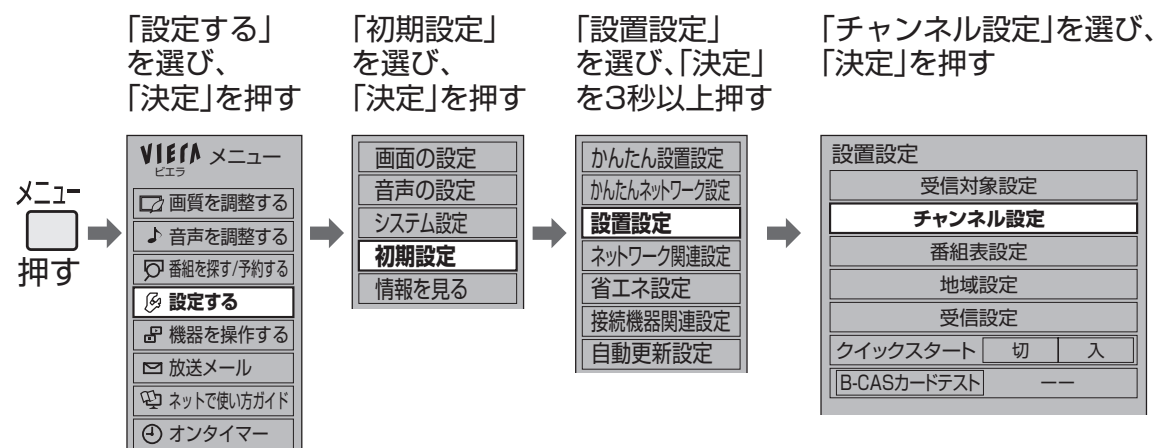 「設定する」
を選び、
「決定」を押す
「初期設定」
を選び、
「決定」を押す
「設置設定」
を選び、「決定」
を3秒以上押す
「チャンネル設定」を選び、
「決定」を押す
メニュー
押す
VIERA メニュー
ビエラ
画質を調整する
音声を調整する
番組を探す/予約する
設定する
機器を操作する
放送メール
ネットで使い方ガイド
オンタイマー
画面の設定
音声の設定
システム設定
初期設定
情報を見る
かんたん設置設定
かんたんネットワーク設定
設置設定
ネットワーク関連設定
省エネ設定
接続機器関連設定
自動更新設定
設置設定
受信対象設定
チャンネル設定
番組表設定
地域設定
受信設定
クイックスタート 切 入
B-CASカードテスト −−